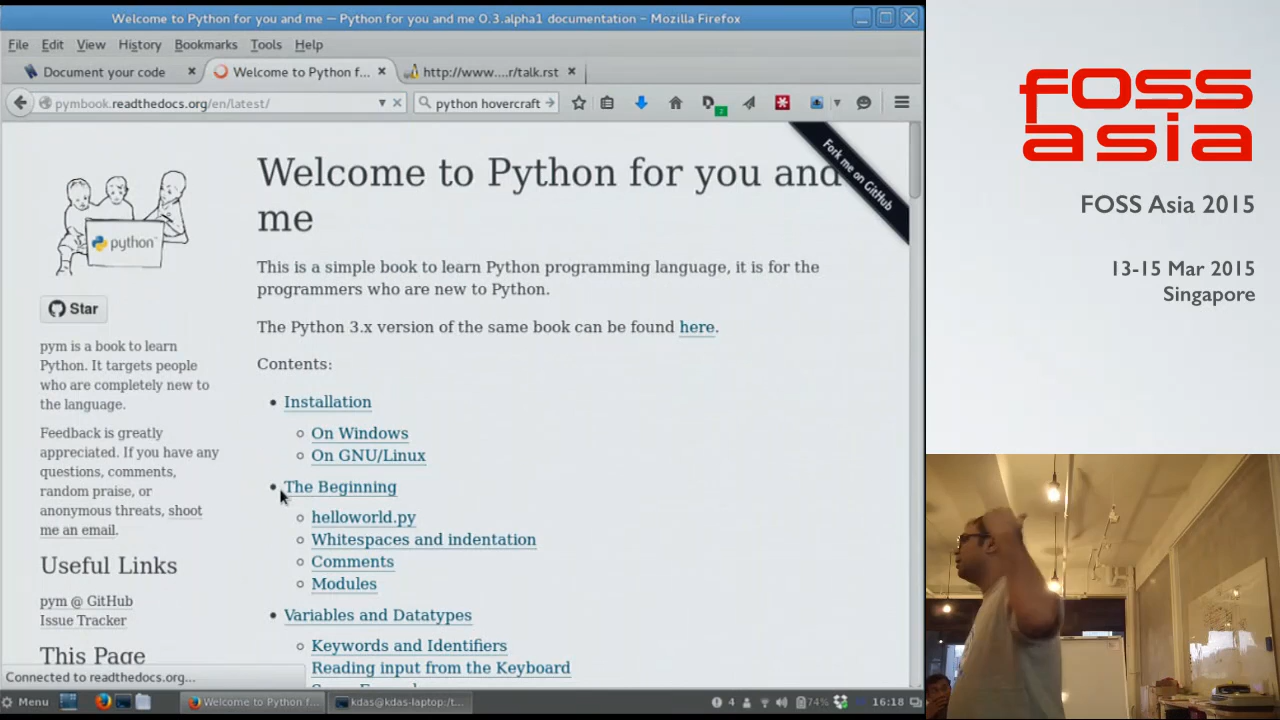 Welcome to Python for you and me — Python for you and me 0.3.alpha1 documentation - Mozilla Firefox
File Edit View History Bookmarks Tools Help
Document your code
Welcome to Python f...
http://www....r/talk.rst
pymbook.readthedocs.org/en/latest/
python hovercraft
Fork me on GitHub
python
Star
pym is a book to learn
Python. It targets people
who are completely new to
the language.
Feedback is greatly
appreciated. If you have any
questions, comments,
random praise, or
anonymous threats, shoot
me an email.
Useful Links
pym @ GitHub
Issue Tracker
This Page
Welcome to Python for you and
me
This is a simple book to learn Python programming language, it is for the
programmers who are new to Python.
The Python 3.x version of the same book can be found here.
Contents:
Installation
On Windows
On GNU/Linux
The Beginning
helloworld.py
Whitespaces and indentation
Comments
Modules
Variables and Datatypes
Keywords and Identifiers
Reading input from the Keyboard
Connected to readthedocs.org...
Menu
Welcome to Python f...
kdas@kdas-laptop:/t...
4
74%
16:18
FOSS
asia
FOSS Asia 2015
13-15 Mar 2015
Singapore